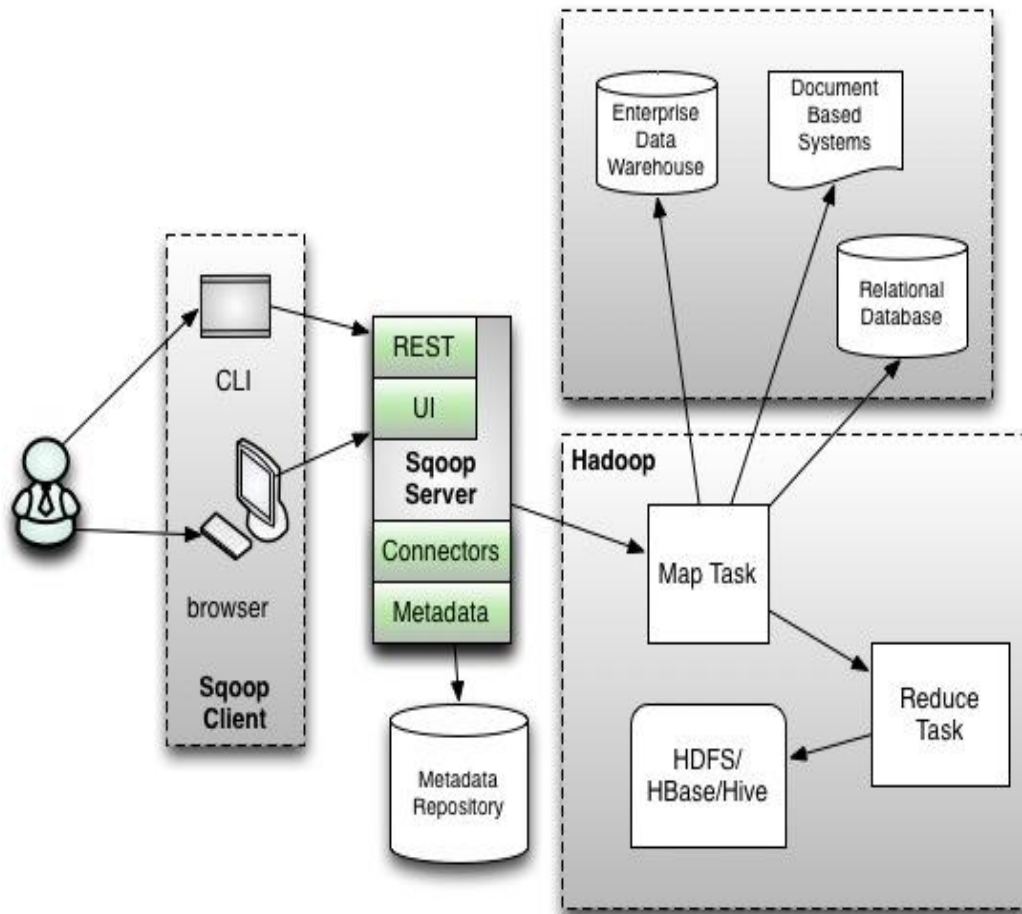 Enterprise
Data
Warehouse
Document
Based
Systems
Relational
Database
CLI
browser
Sqoop
Client
REST
UI
Sqoop
Server
Connectors
Metadata
Metadata
Repository
Hadoop
Map Task
Reduce
Task
HDFS/
HBase/Hive